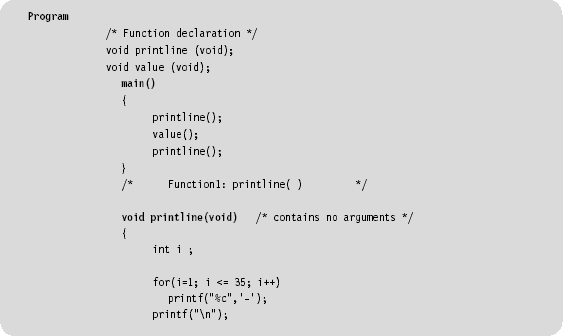 Program
/* Function declaration */
void printline (void);
void value (void);
main()
{
printline();
value();
printline();
}
/* Function1: printline( ) */
void printline(void) /* contains no arguments */
{
int i ;
for(i=1; i <= 35; i++)
printf("%c",'-');
printf("\n");